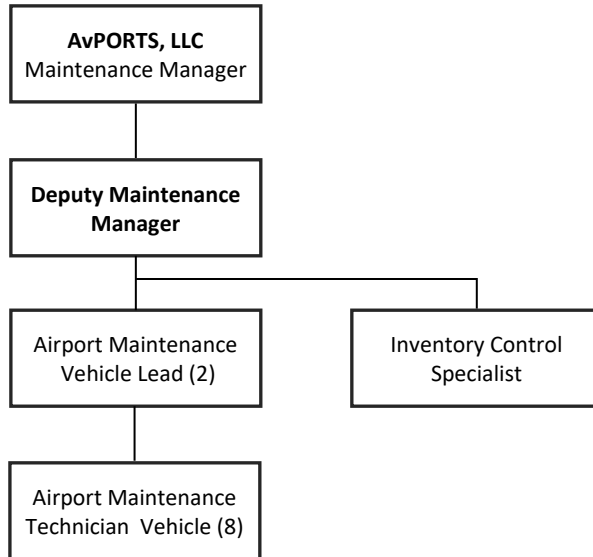 AvPORTS, LLC
Maintenance Manager
Deputy Maintenance
Manager
Airport Maintenance
Vehicle Lead (2)
Inventory Control
Specialist
Airport Maintenance
Technician  Vehicle (8)